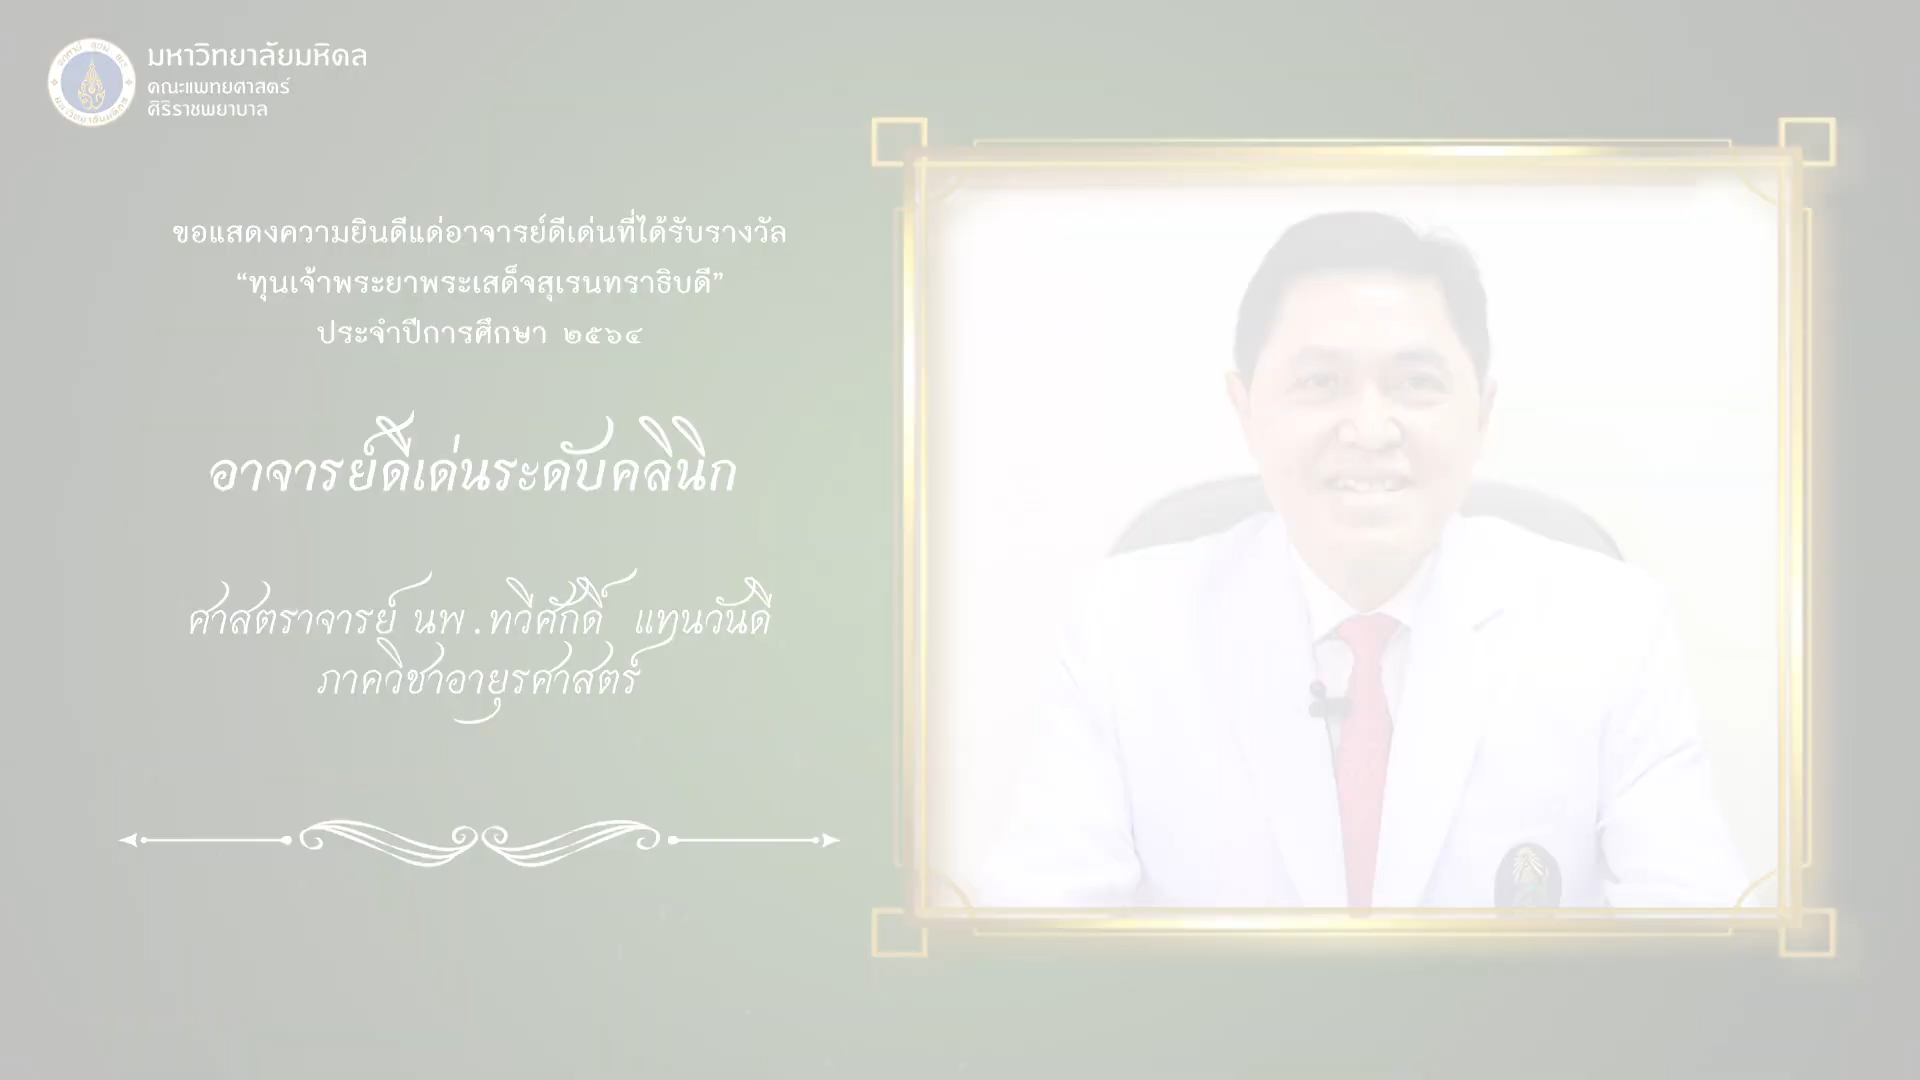 มหาวิทยาลัยมหิดล
คณะแพทยศาสตร์
ศิริราชพยาบาล
ขอแสดงความยินดีแด่อาจารย์ดีเด่นที่ได้รับรางวัล
“ทุนเจ้าพระยาพระเสด็จสุเรนทราธิบดี”
ประจำปีการศึกษา ๒๕๖๔
อาจารย์ดีเด่นระดับคลินิก
ศาสตราจารย์ นพ.ทวีศักดิ์ แทนวันดี
ภาควิชาอายุรศาสตร์